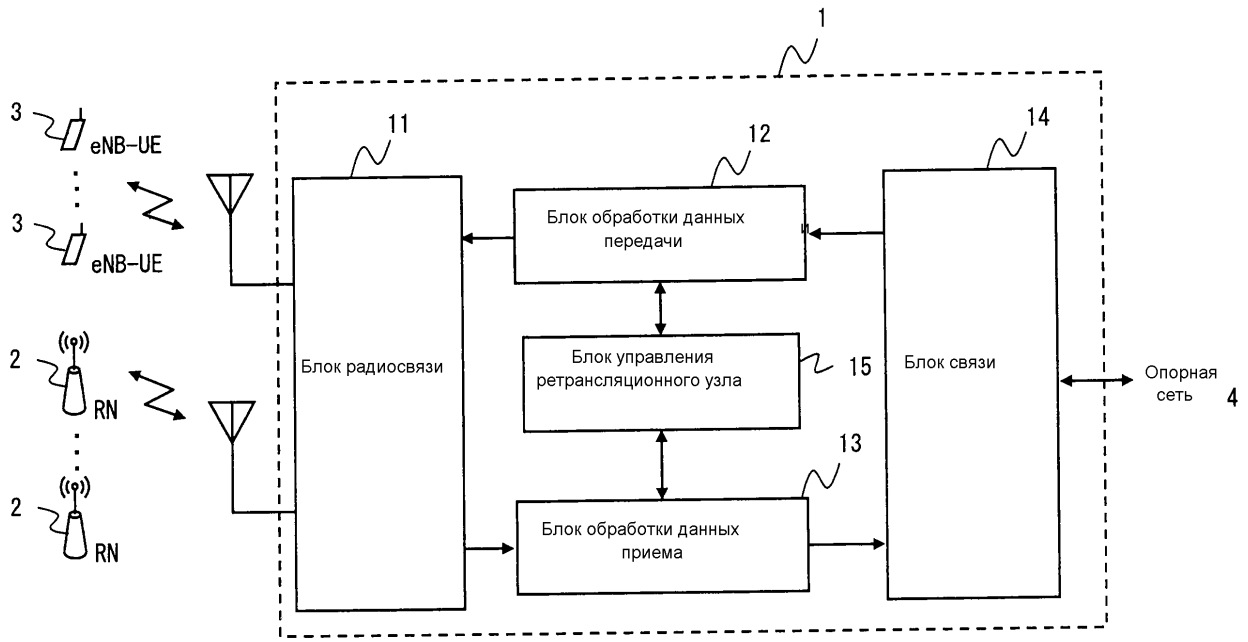 1
3
eNB-UE
3
eNB-UE
11
12
14
Блок обработки данных
передачи
и
2
RN
Блок радиосвязи
Блок управления
ретрансляционного узла
15
Блок связи
Опорная
сеть 4
13
2
RN
Блок обработки данных
приема